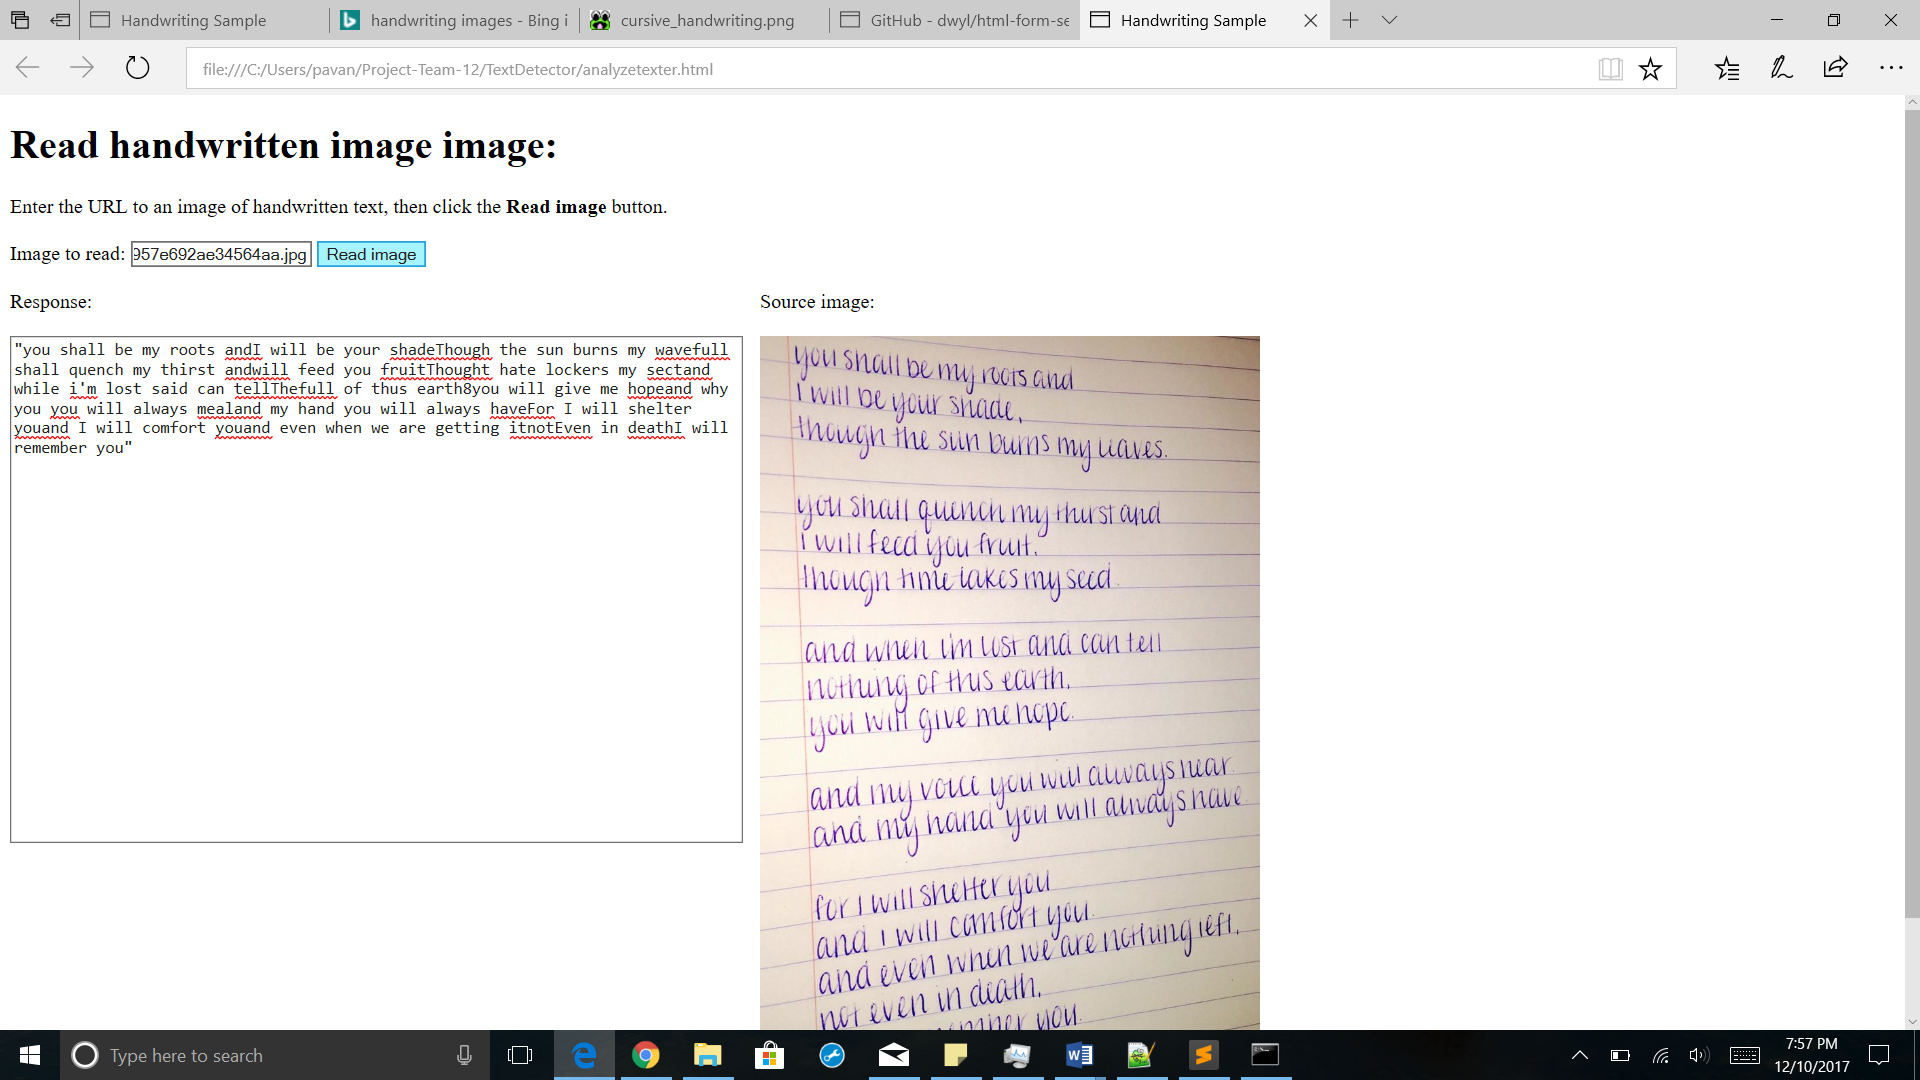 Handwriting Sample
handwriting images - Bing i
cursive_handwriting.png
GitHub - dwyl/html-form-se
Handwriting Sample
file:///C:/Users/pavan/Project-Team-12/TextDetector/analyzetexter.html
Read handwritten image image:
Enter the URL to an image of handwritten text, then click the Read image button.
Image to read: 957e692ae34564aa.jpg Read image
Response:
"you shall be my roots andI will be your shadeThough the sun burns my wavefull
shall quench my thirst andwill feed you fruitThought hate lockers my sectand
while i'm lost said can tellThefull of thus earth8you will give me hopeand why
you you will always mealand my hand you will always haveFor I will shelter
youand I will comfort youand even when we are getting itnotEven in deathI will
remember you"
Source image:
you shall be my roots and
I will be your shade,
though the sun burns my leaves.
you shall quench my thirst and
I will feed you fruit,
though time takes my seed.
and when i'm lost and can tell
nothing of this earth,
you will give me hope.
and my voice you will always hear
and my hand you will always have
for I will shelter you
and I will comfort you.
and even when we are nothing left,
not even in death,
remember you.
Type here to search
7:57 PM
12/10/2017